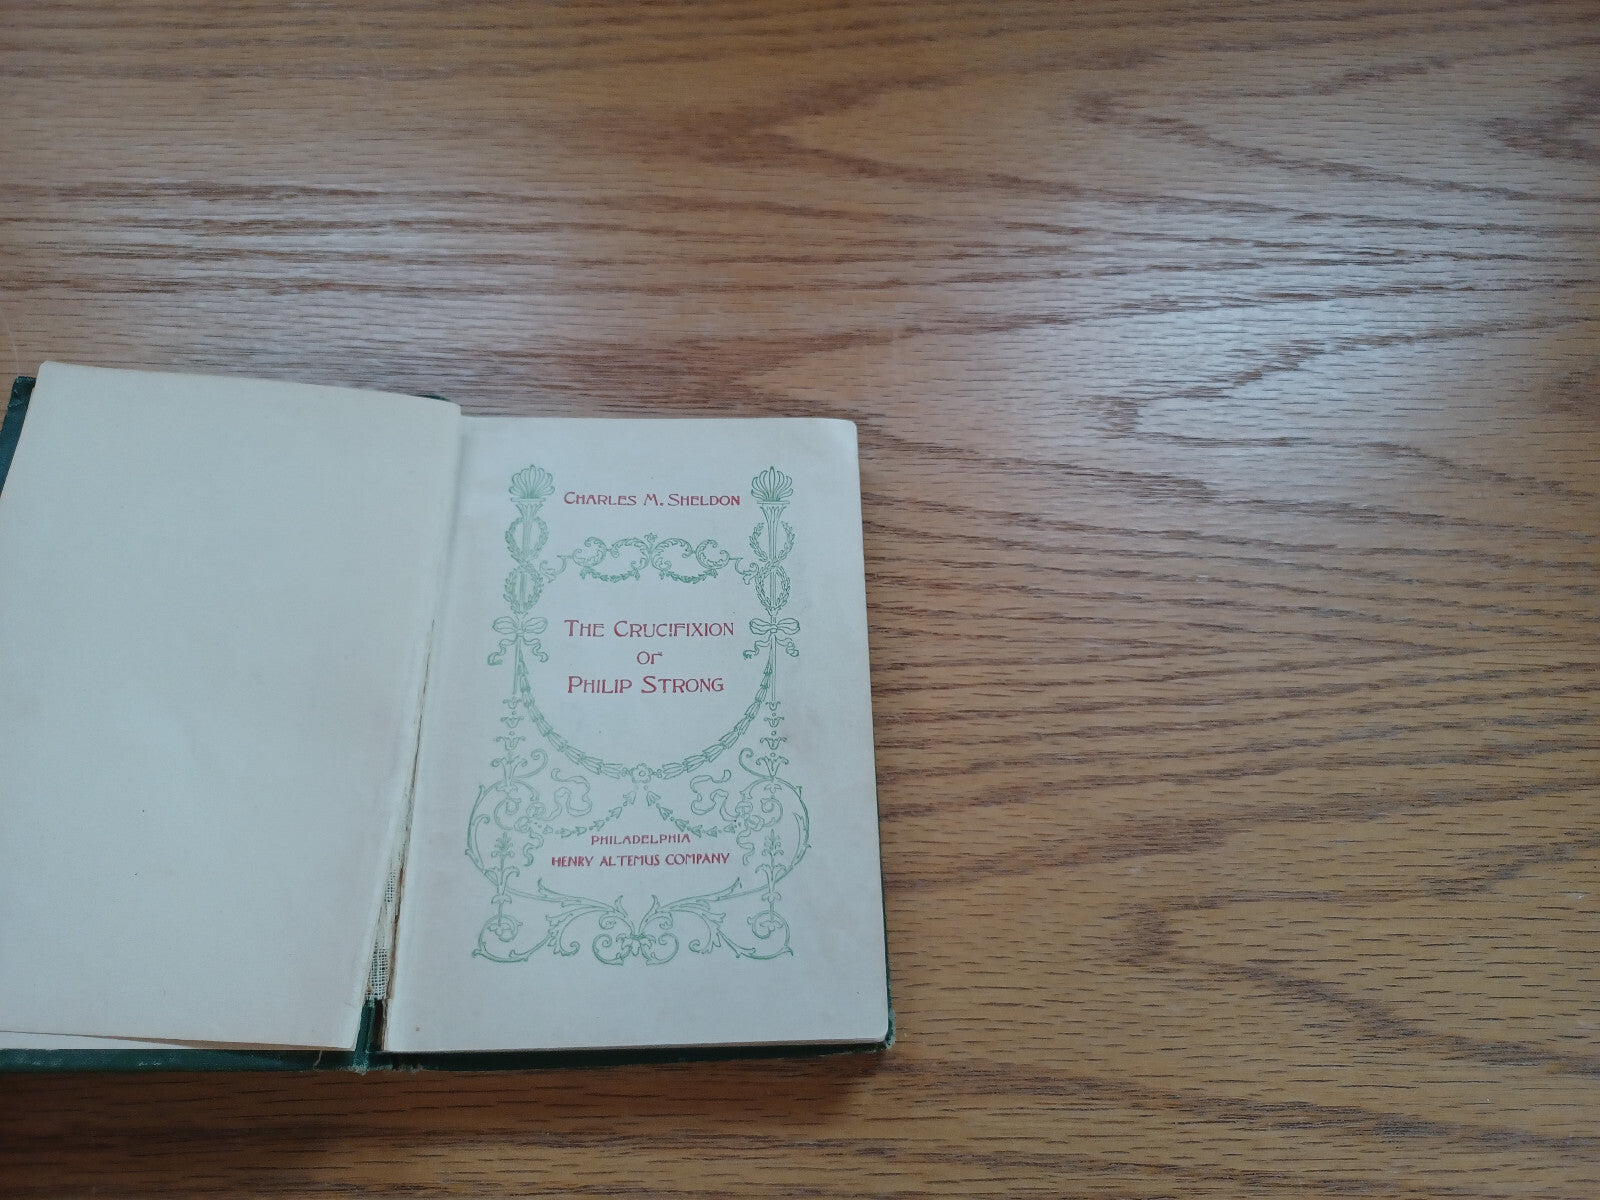 Charles M. Sheldon
The Crucifixion
of
Philip Strong
PHILADELPHIA
HENRY ALTEMUS COMPANY